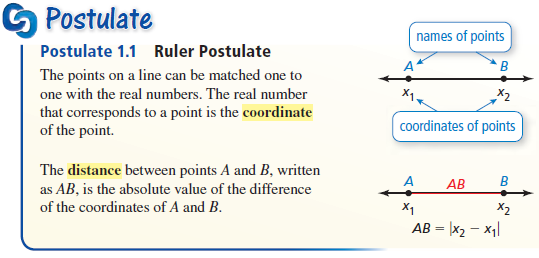 Postulate
Postulate 1.1 Ruler Postulate
The points on a line can be matched one to
one with the real numbers. The real number
that corresponds to a point is the coordinate
of the point.
names of points
A B
x₁ x₂
coordinates of points
The distance between points A and B, written
as AB, is the absolute value of the difference
of the coordinates of A and B.
A AB B
x₁ x₂
AB = |x₂ − x₁|